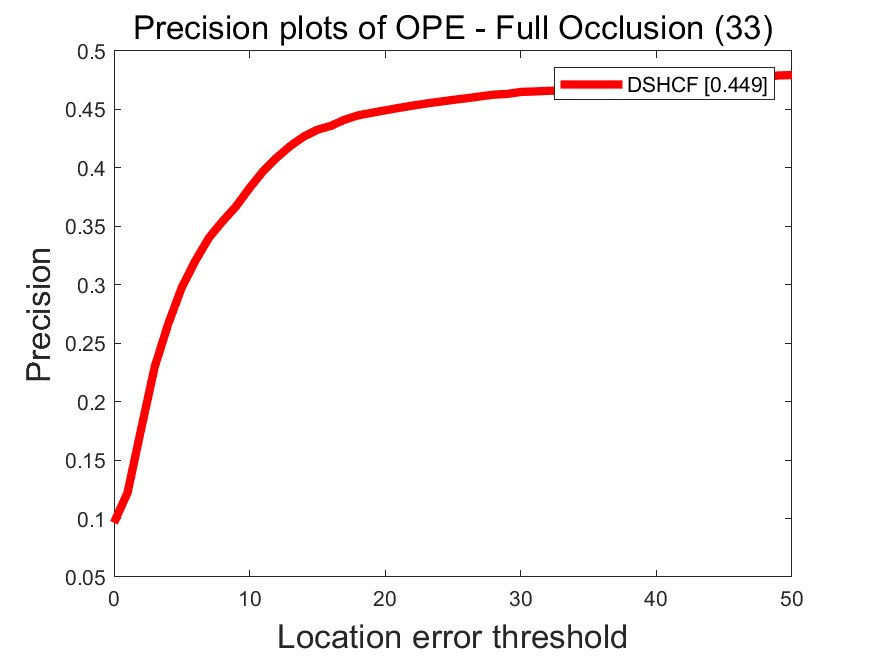 Precision plots of OPE - Full Occlusion (33)
DSHCF [0.449]
0.5
0.45
0.4
0.35
0.3
0.25
0.2
0.15
0.1
0.05
Precision
0 10 20 30 40 50
Location error threshold